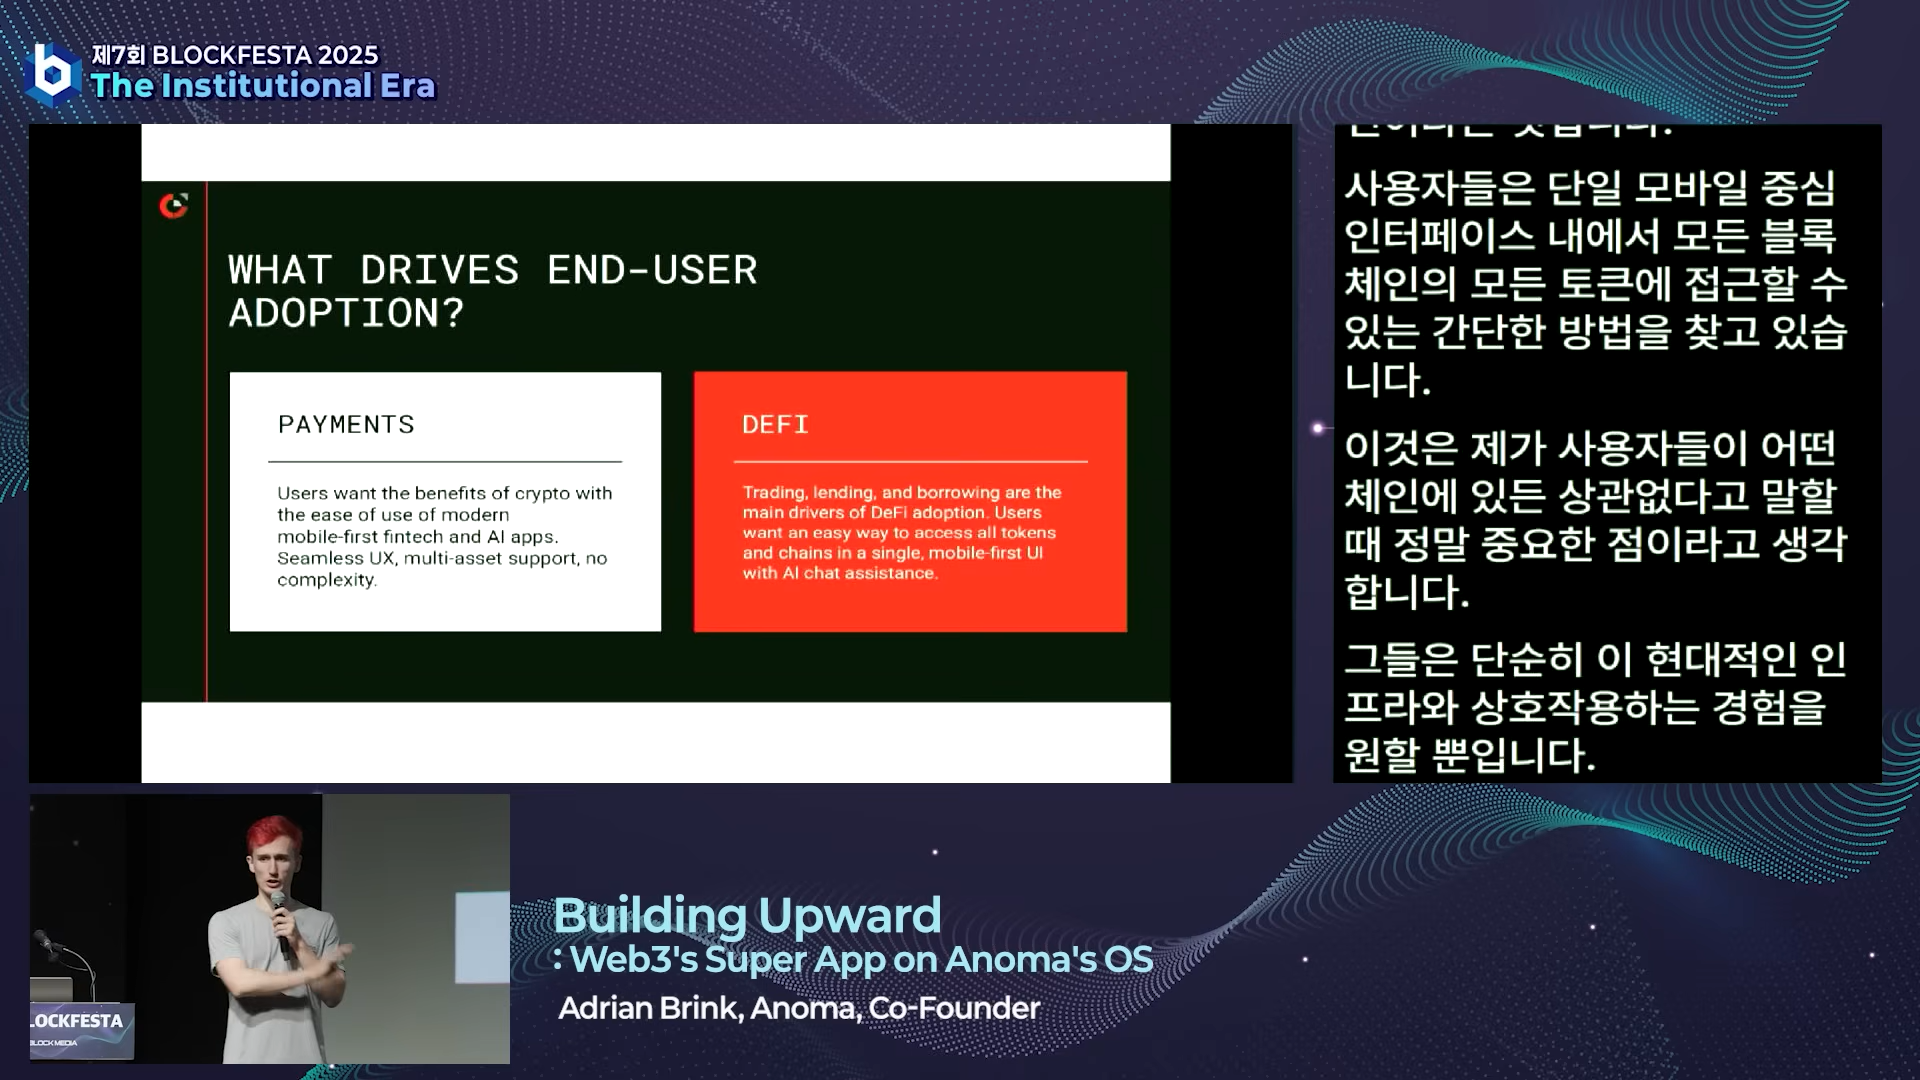 제7회 BLOCKFESTA 2025
The Institutional Era
WHAT DRIVES END-USER
ADOPTION?
PAYMENTS
Users want the benefits of crypto with
the ease of use of modern
mobile-first fintech and AI apps.
Seamless UX, multi-asset support, no
complexity.
DEFI
Trading, lending, and borrowing are the
main drivers of DeFi adoption. Users
want an easy way to access all tokens
and chains in a single, mobile-first UI
with AI chat assistance.
사용자들은 단일 모바일 중심
인터페이스 내에서 모든 블록
체인의 모든 토큰에 접근할 수
있는 간단한 방법을 찾고 있습
니다.
이것은 제가 사용자들이 어떤
체인에 있든 상관없다고 말할
때 정말 중요한 점이라고 생각
합니다.
그들은 단순히 이 현대적인 인
프라와 상호작용하는 경험을
원할 뿐입니다.
LOCKFESTA
BLOCK MEDIA
Building Upward
: Web3's Super App on Anoma's OS
Adrian Brink, Anoma, Co-Founder